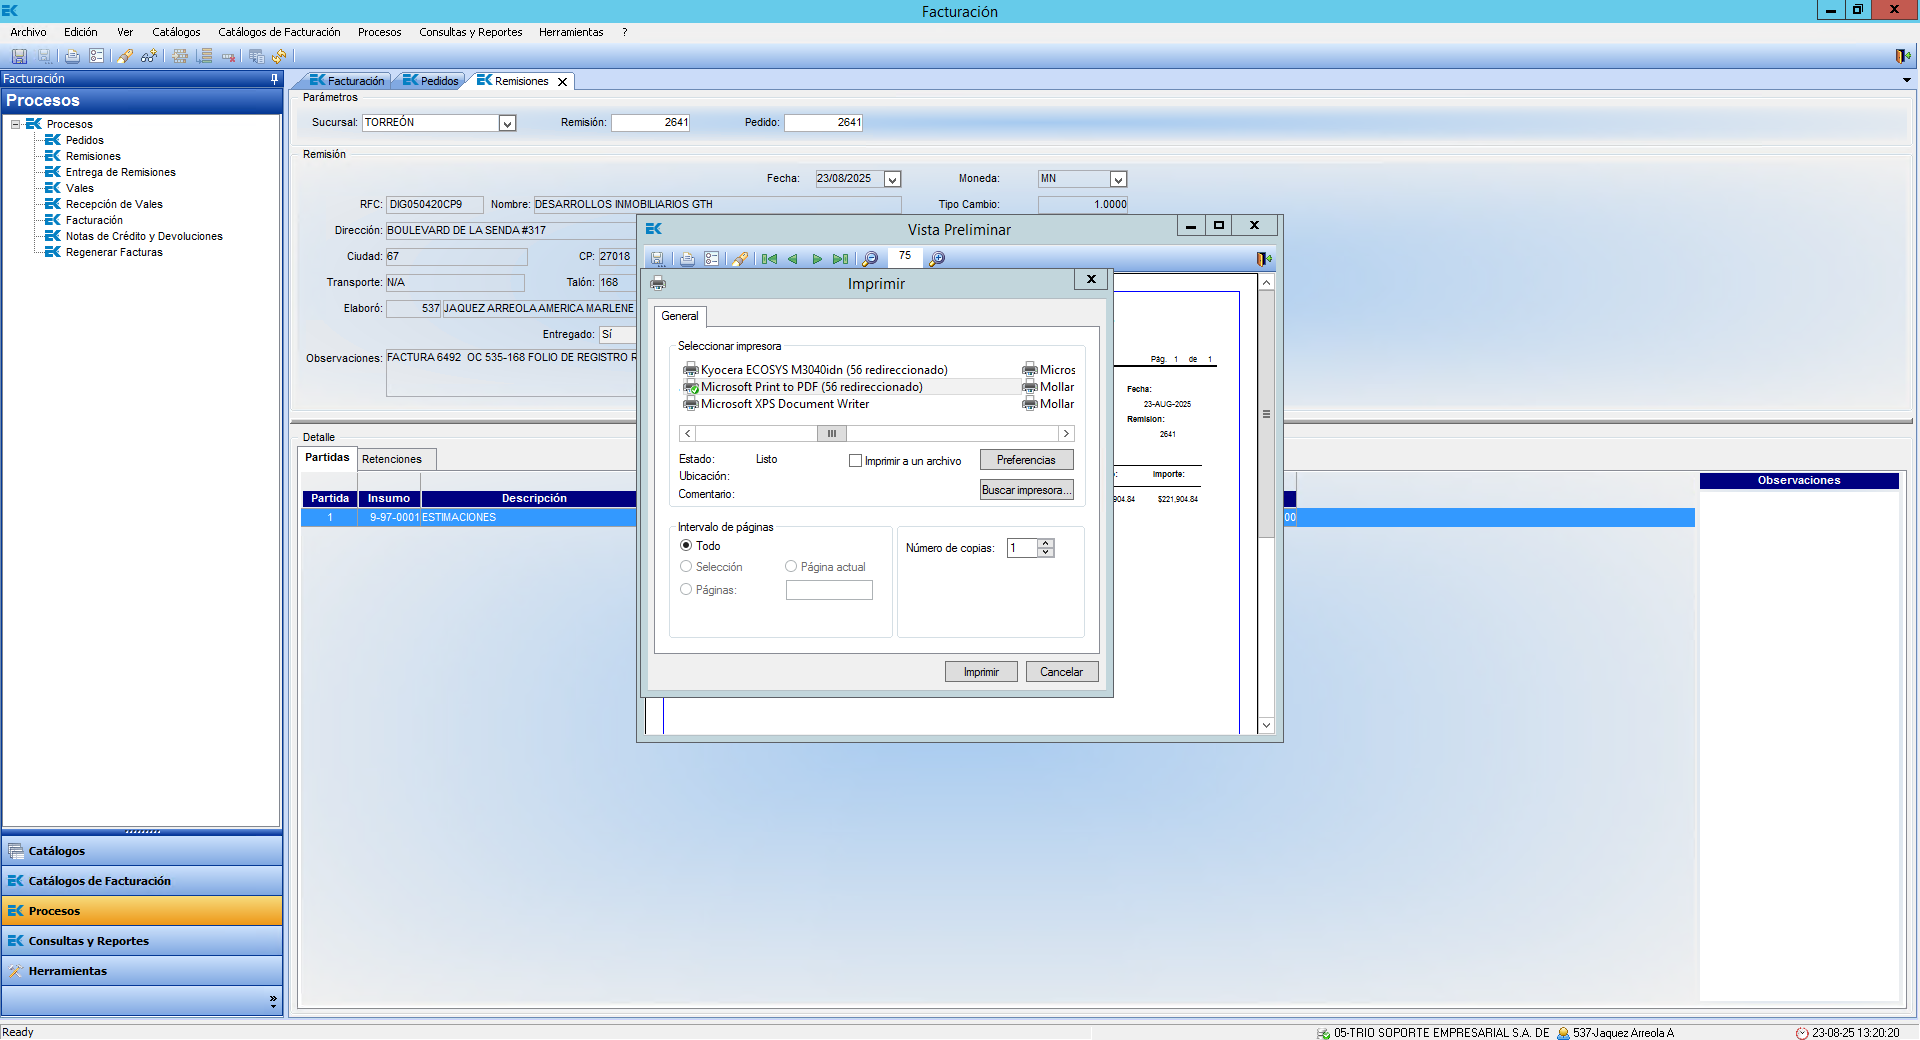 Facturación
Archivo Edición Ver Catálogos Catálogos de Facturación Procesos Consultas y Reportes Herramientas ?
Facturación
Procesos
Procesos
Pedidos
Remisiones
Entrega de Remisiones
Vales
Recepción de Vales
Facturación
Notas de Crédito y Devoluciones
Regenerar Facturas
Catálogos
Catálogos de Facturación
Procesos
Consultas y Reportes
Herramientas
Facturación Pedidos Remisiones
Parámetros
Sucursal: TORREÓN Remisión: 2641 Pedido: 2641
Remisión
Fecha: 23/08/2025 Moneda: MN
RFC: DIG050420CP9 Nombre: DESARROLLOS INMOBILIARIOS GTH Tipo Cambio: 1.0000
Dirección: BOULEVARD DE LA SENDA #317
Ciudad: 67 CP: 27018
Transporte: N/A Talón: 168
Elaboró: 537 JAQUEZ ARREOLA AMERICA MARLENE
Entregado: Sí
Observaciones: FACTURA 6492 OC 535-168 FOLIO DE REGISTRO R
Detalle
Partidas Retenciones
Partida Insumo Descripción Observaciones
1 9-97-0001 ESTIMACIONES 00
Vista Preliminar
75
Pág. 1 de 1
Fecha:
23-AUG-2025
Remision:
2641
Importe:
904.84 $221,904.84
Imprimir
General
Seleccionar impresora
Kyocera ECOSYS M3040idn (56 redireccionado) Micros
Microsoft Print to PDF (56 redireccionado) Mollar
Microsoft XPS Document Writer Mollar
Estado: Listo Imprimir a un archivo Preferencias
Ubicación:
Comentario: Buscar impresora...
Intervalo de páginas
Todo
Selección Página actual
Páginas:
Número de copias: 1
Imprimir Cancelar
Ready 05-TRIO SOPORTE EMPRESARIAL S.A. DE 537-Jaquez Arreola A 23-08-25 13:20:20